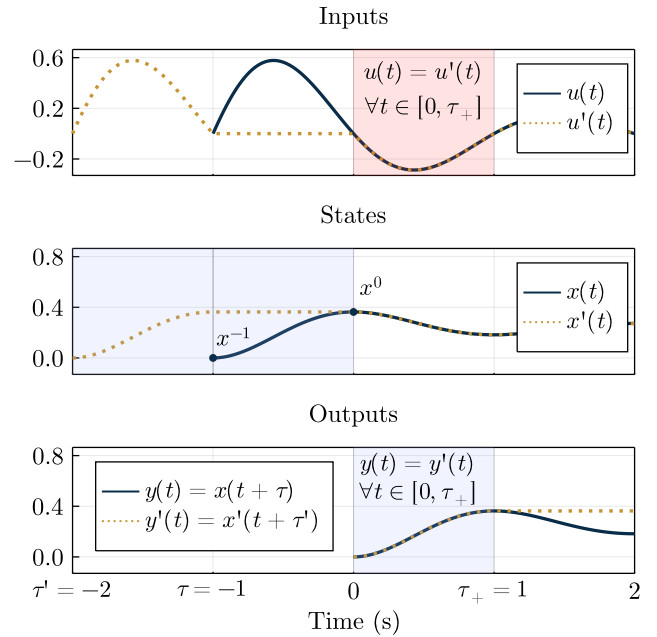 Inputs
0.6
0.2
−0.2
u(t) = u'(t)
∀t ∈ [0, τ₊]
u(t)
u'(t)
States
0.8
0.4
0.0
x⁻¹
x⁰
x(t)
x'(t)
Outputs
0.8
0.4
0.0
y(t) = x(t + τ)
y'(t) = x'(t + τ')
y(t) = y'(t)
∀t ∈ [0, τ₊]
τ' = −2
τ = −1
0
τ₊ = 1
2
Time (s)